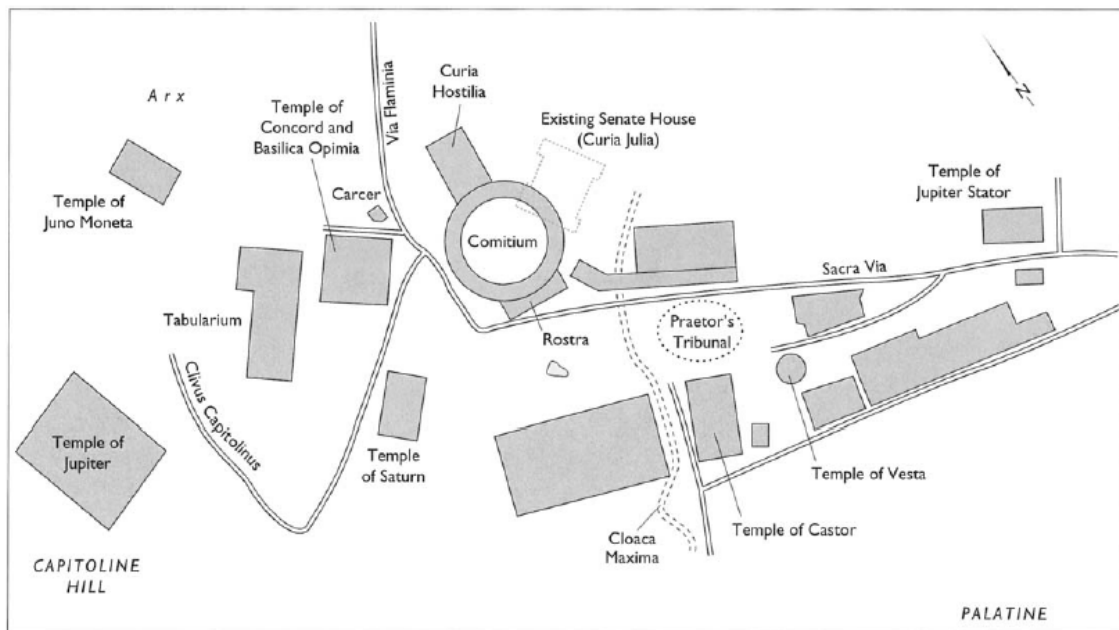 Arx
Temple of
Juno Moneta
Temple of
Concord and
Basilica Opimia
Via Flaminia
Curia
Hostilia
Existing Senate House
(Curia Julia)
N
Temple of
Jupiter Stator
Carcer
Comitium
Sacra Via
Tabularium
Rostra
Praetor's
Tribunal
Clivus Capitolinus
Temple of
Jupiter
Temple
of Saturn
Temple of Vesta
Temple of Castor
Cloaca
Maxima
CAPITOLINE
HILL
PALATINE